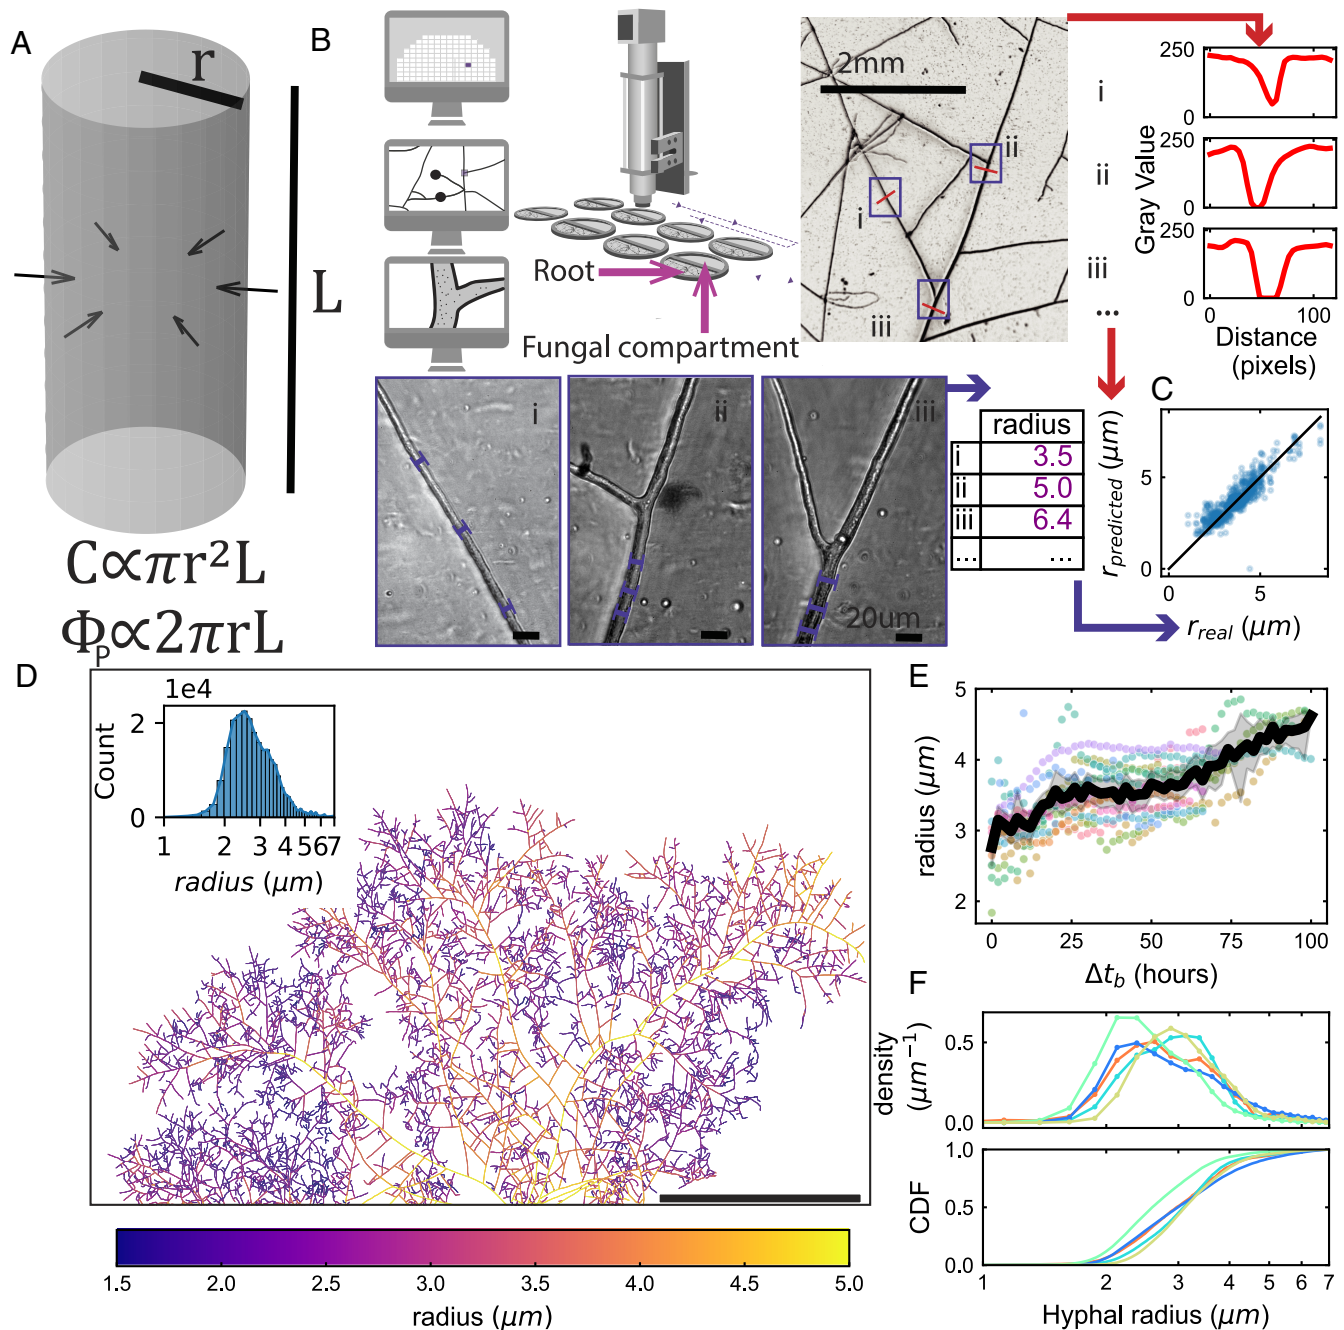 A
r
L
C∝πr²L
Φ_P∝2πrL
B
Root
Fungal compartment
2mm
i
ii
iii
i
ii
iii
...
Gray Value
250
0
250
0
250
0
0
100
Distance
(pixels)
i
ii
iii
20um
radius
i 3.5
ii 5.0
iii 6.4
... ...
C
r_predicted (μm)
5
0
0
5
r_real (μm)
D
1e4
Count
2
0
1 2 3 4 5 6 7
radius (μm)
1.5 2.0 2.5 3.0 3.5 4.0 4.5 5.0
radius (μm)
E
radius (μm)
5
4
3
2
0 25 50 75 100
Δt_b (hours)
F
density
(μm⁻¹)
0.5
0.0
CDF
1.0
0.5
0.0
1 2 3 4 5 6 7
Hyphal radius (μm)